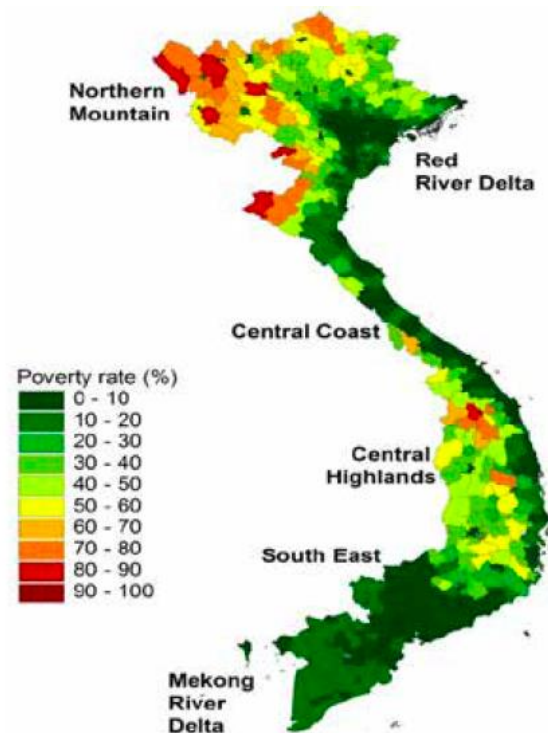 Northern
Mountain
Red
River Delta
Central Coast
Poverty rate (%)
0 - 10
10 - 20
20 - 30
30 - 40
40 - 50
50 - 60
60 - 70
70 - 80
80 - 90
90 - 100
Central
Highlands
South East
Mekong
River
Delta